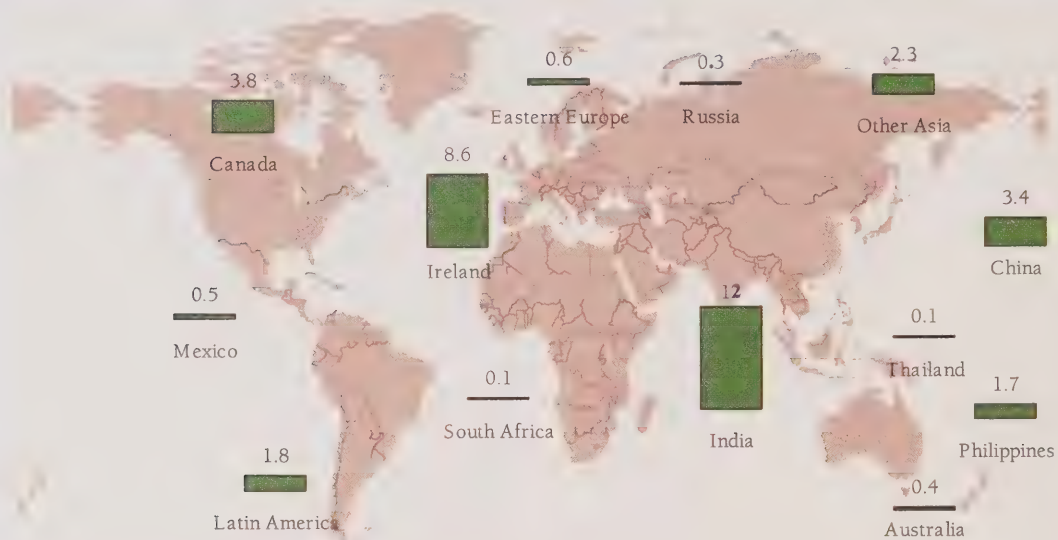 0.6
Eastern Europe
0.3
Russia
2.3
Other Asia
3.8
Canada
8.6
Ireland
3.4
China
0.5
Mexico
12
India
0.1
Thailand
0.1
South Africa
1.7
Philippines
1.8
Latin America
0.4
Australia